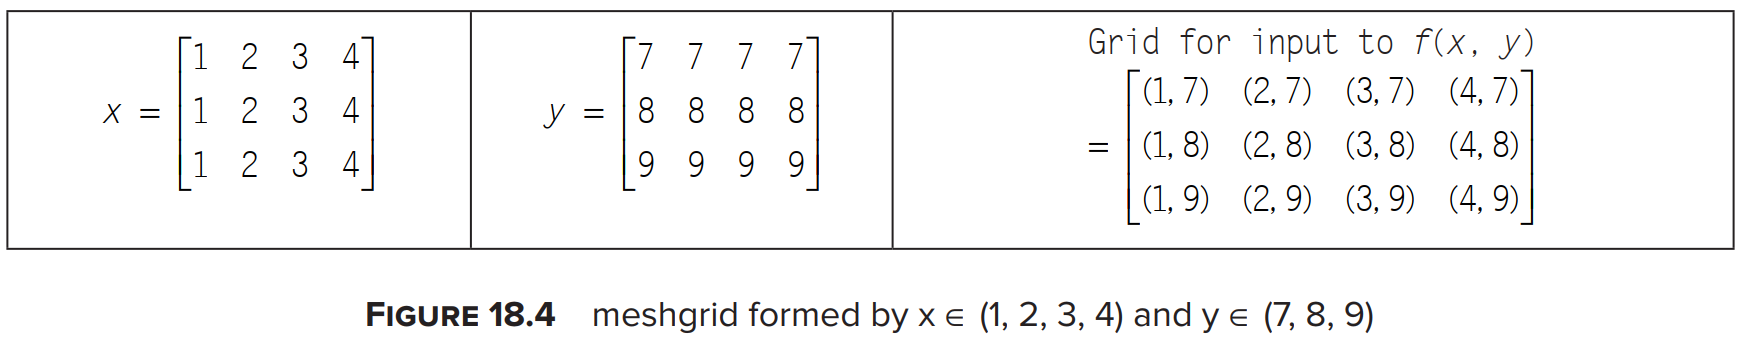 x = [1 2 3 4
1 2 3 4
1 2 3 4]
y = [7 7 7 7
8 8 8 8
9 9 9 9]
Grid for input to f(x, y)
= [(1, 7) (2, 7) (3, 7) (4, 7)
(1, 8) (2, 8) (3, 8) (4, 8)
(1, 9) (2, 9) (3, 9) (4, 9)]
FIGURE 18.4 meshgrid formed by x ∈ (1, 2, 3, 4) and y ∈ (7, 8, 9)